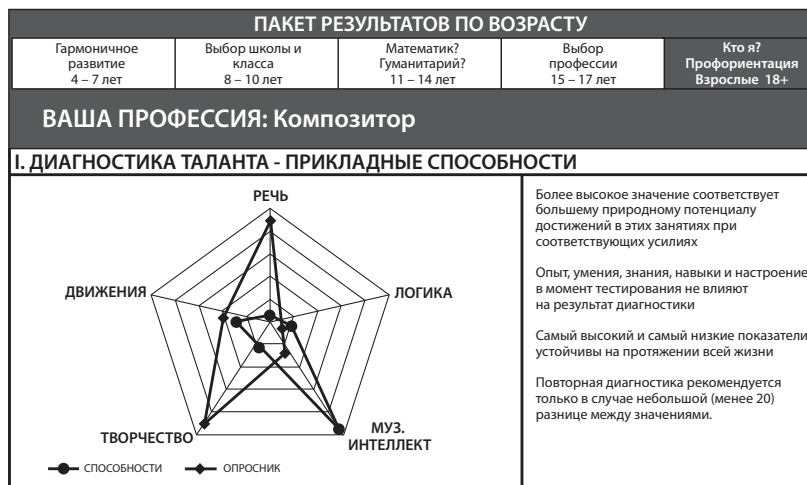 ПАКЕТ РЕЗУЛЬТАТОВ ПО ВОЗРАСТУ
Гармоничное
развитие
4 – 7 лет
Выбор школы и
класса
8 – 10 лет
Математик?
Гуманитарий?
11 – 14 лет
Выбор
профессии
15 – 17 лет
Кто я?
Профориентация
Взрослые 18+
ВАША ПРОФЕССИЯ: Композитор
I. ДИАГНОСТИКА ТАЛАНТА - ПРИКЛАДНЫЕ СПОСОБНОСТИ
РЕЧЬ
ДВИЖЕНИЯ
ЛОГИКА
ТВОРЧЕСТВО
МУЗ.
ИНТЕЛЛЕКТ
СПОСОБНОСТИ
ОПРОСНИК
Более высокое значение соответствует
большему природному потенциалу
достижений в этих занятиях при
соответствующих усилиях
Опыт, умения, знания, навыки и настроение
в момент тестирования не влияют
на результат диагностики
Самый высокий и самый низкие показатели
устойчивы на протяжении всей жизни
Повторная диагностика рекомендуется
только в случае небольшой (менее 20)
разнице между значениями.